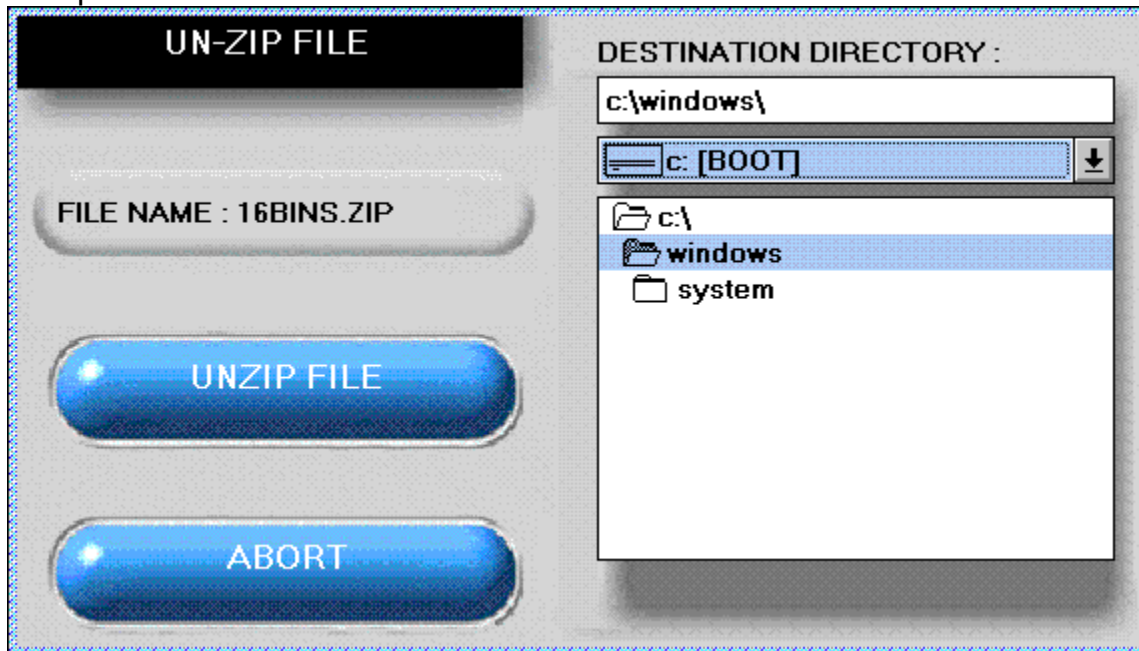 UN-ZIP FILE
FILE NAME : 16BINS.ZIP
UNZIP FILE
ABORT
DESTINATION DIRECTORY :
c:\windows\
c: [BOOT]
c:\
windows
system